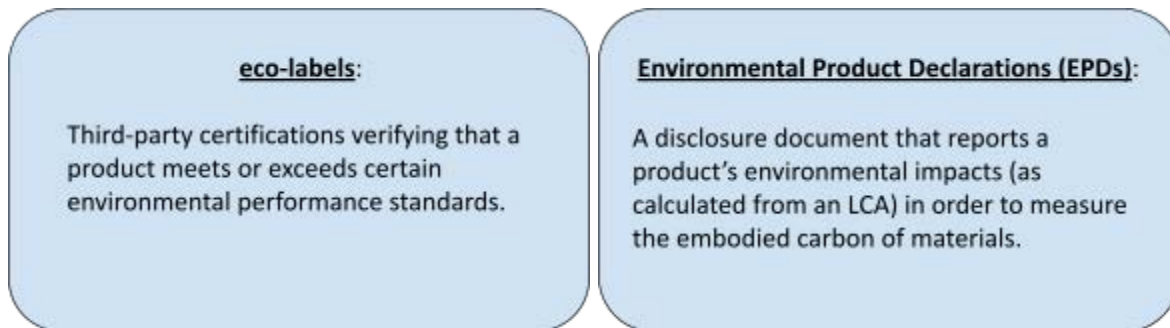 eco-labels:
Third-party certifications verifying that a
product meets or exceeds certain
environmental performance standards.
Environmental Product Declarations (EPDs):
A disclosure document that reports a
product’s environmental impacts (as
calculated from an LCA) in order to measure
the embodied carbon of materials.